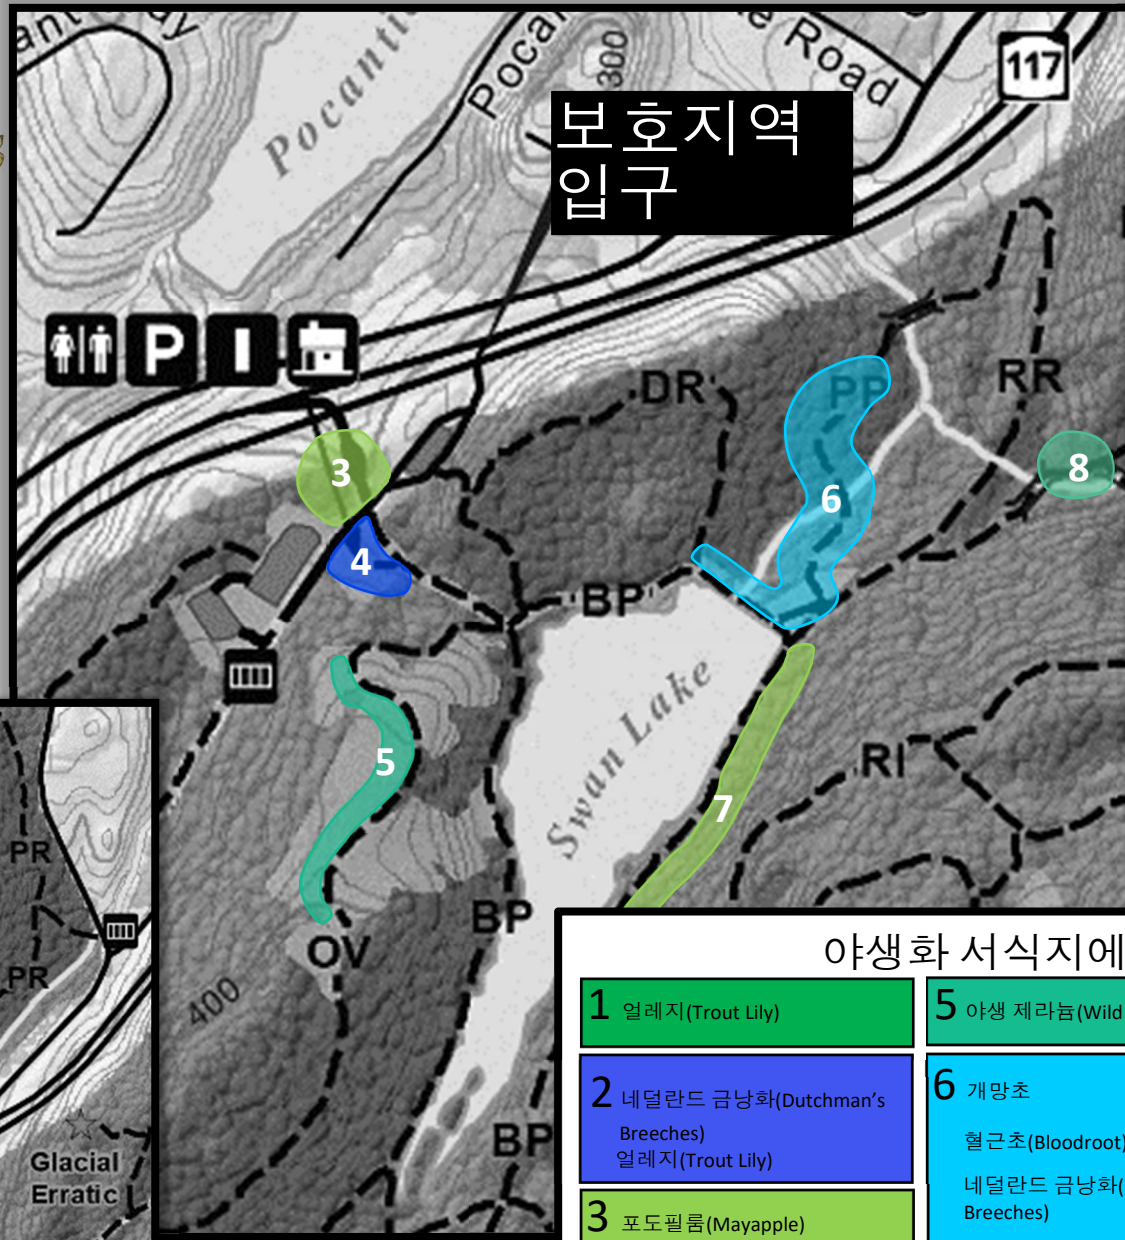 Pocanti
Poca
300
e Road
117
보호지역
입구
P
I
DR
PP
RR
3
8
6
4
BP
Swan Lake
5
RI
7
PR
BP
OV
PR
400
BP
Glacial
Erratic
야생화 서식지에
1 얼레지(Trout Lily)
2 네덜란드 금낭화(Dutchman's
Breeches)
얼레지(Trout Lily)
3 포도필룸(Mayapple)
5 야생 제라늄(Wild
6 개망초
혈근초(Bloodroot)
네덜란드 금낭화(
Breeches)